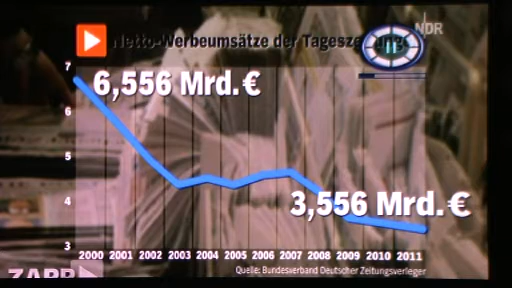 Netto-Werbeumsätze der Tageszeitungen
NDR
7
6,556 Mrd. €
6
5
4
3,556 Mrd. €
3
2000 2001 2002 2003 2004 2005 2006 2007 2008 2009 2010 2011
Quelle: Bundesverband Deutscher Zeitungsverleger
ZAPP